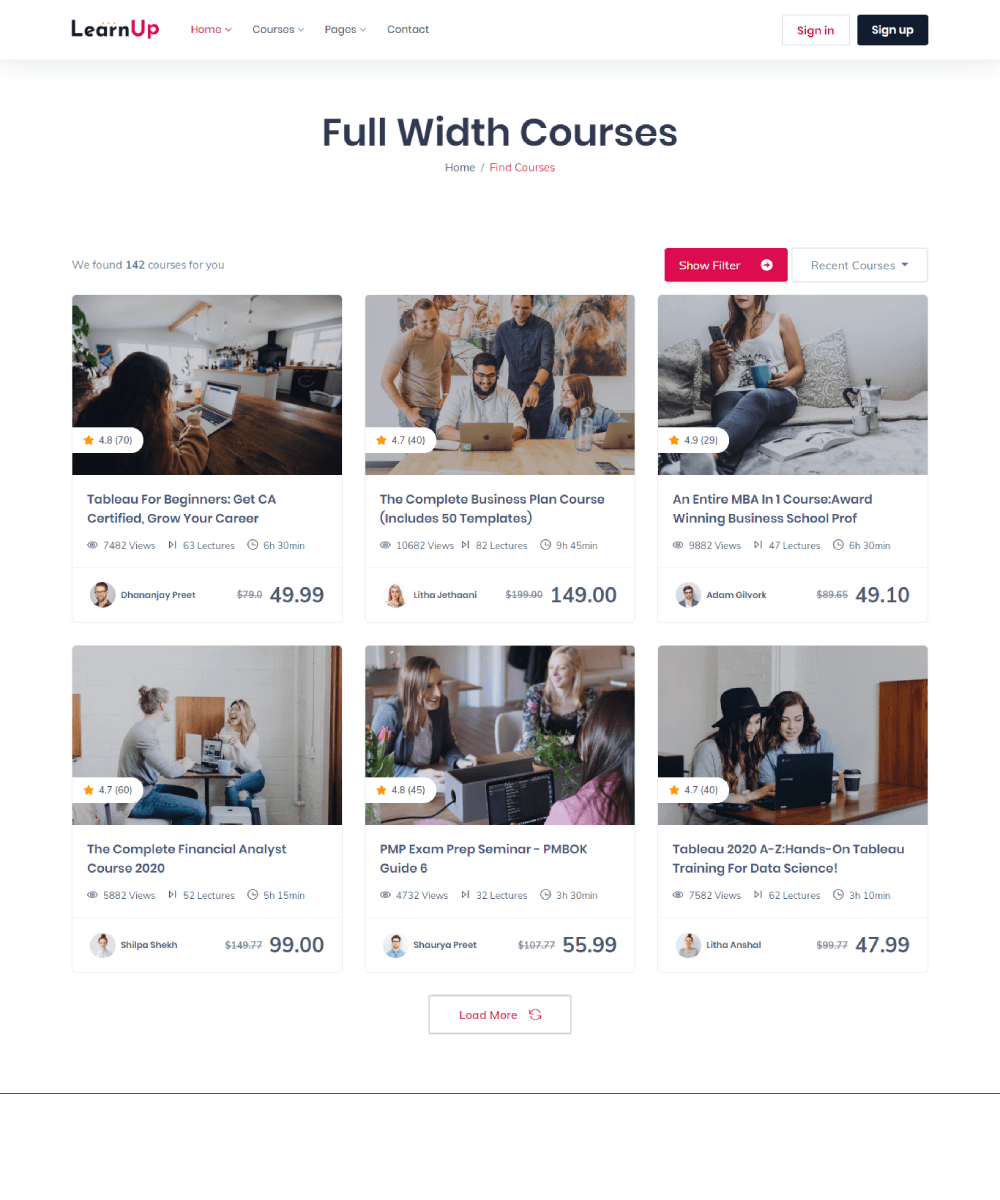 LearnUp
Home Courses Pages Contact
Sign in Sign up
Full Width Courses
Home / Find Courses
We found 142 courses for you
Show Filter
Recent Courses
4.8 (70)
Tableau For Beginners: Get CA
Certified, Grow Your Career
7482 Views 63 Lectures 6h 30min
Dhananjay Preet $79.0 49.99
4.7 (40)
The Complete Business Plan Course
(Includes 50 Templates)
10682 Views 82 Lectures 9h 45min
Litha Jethaani $199.00 149.00
4.9 (29)
An Entire MBA In 1 Course:Award
Winning Business School Prof
9882 Views 47 Lectures 6h 30min
Adam Gilvork $89.65 49.10
4.7 (60)
The Complete Financial Analyst
Course 2020
5882 Views 52 Lectures 5h 15min
Shilpa Shekh $149.77 99.00
4.8 (45)
PMP Exam Prep Seminar - PMBOK
Guide 6
4732 Views 32 Lectures 3h 30min
Shaurya Preet $107.77 55.99
4.7 (40)
Tableau 2020 A-Z:Hands-On Tableau
Training For Data Science!
7582 Views 62 Lectures 3h 10min
Litha Anshal $99.77 47.99
Load More